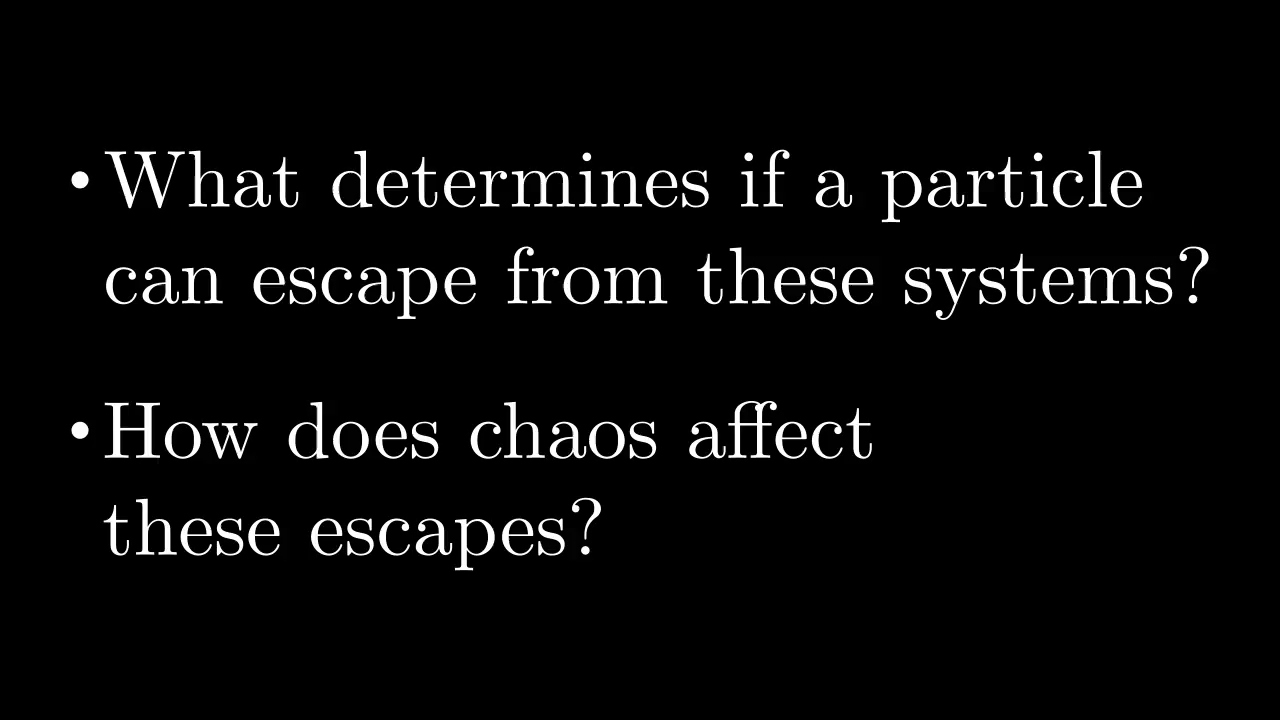 • What determines if a particle
can escape from these systems?
• How does chaos affect
these escapes?